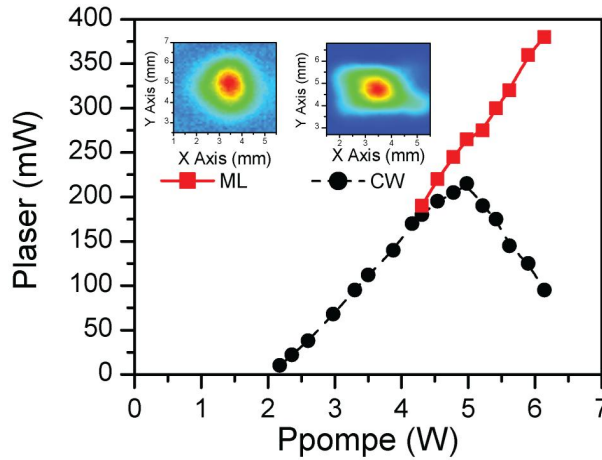 400
350
300
250
200
150
100
50
0
Plaser (mW)
0 1 2 3 4 5 6 7
Ppompe (W)
7
6
5
4
3
Y Axis (mm)
1 2 3 4 5
X Axis (mm)
6
5
4
3
Y Axis (mm)
2 3 4 5
X Axis (mm)
ML
CW